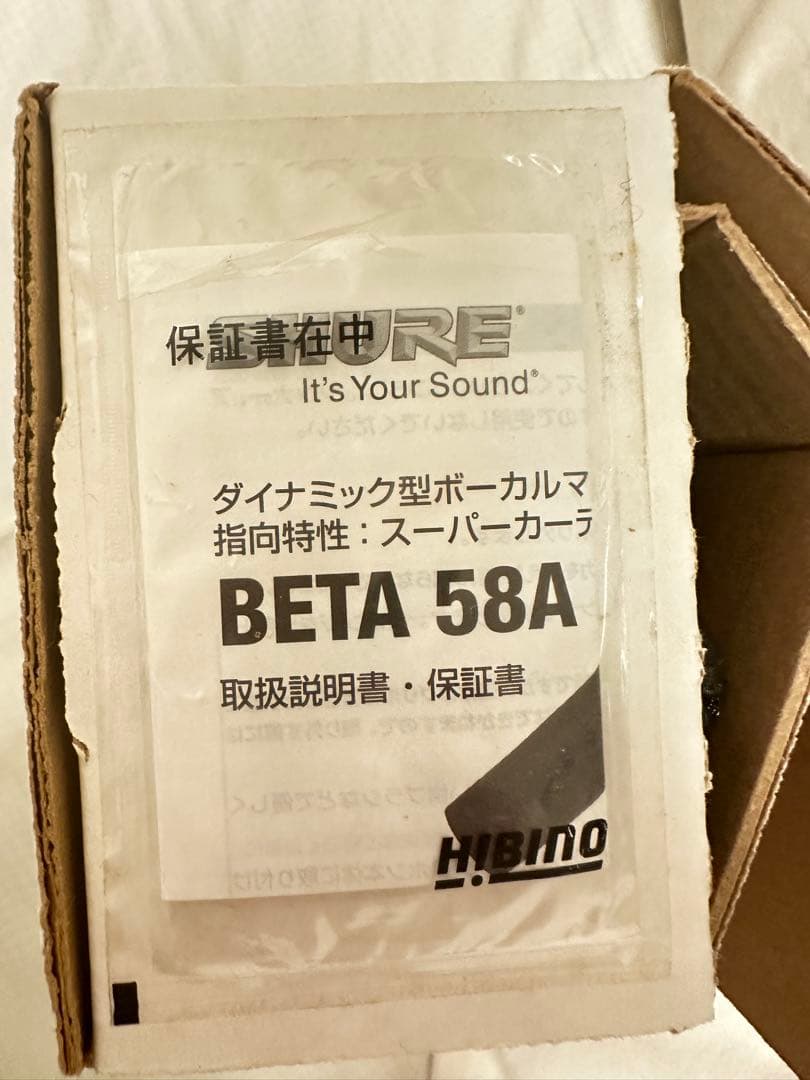 保証書在中
SHURE®
It's Your Sound®
ダイナミック型ボーカルマ
指向特性：スーパーカーデ
BETA 58A
取扱説明書・保証書
HIBINO